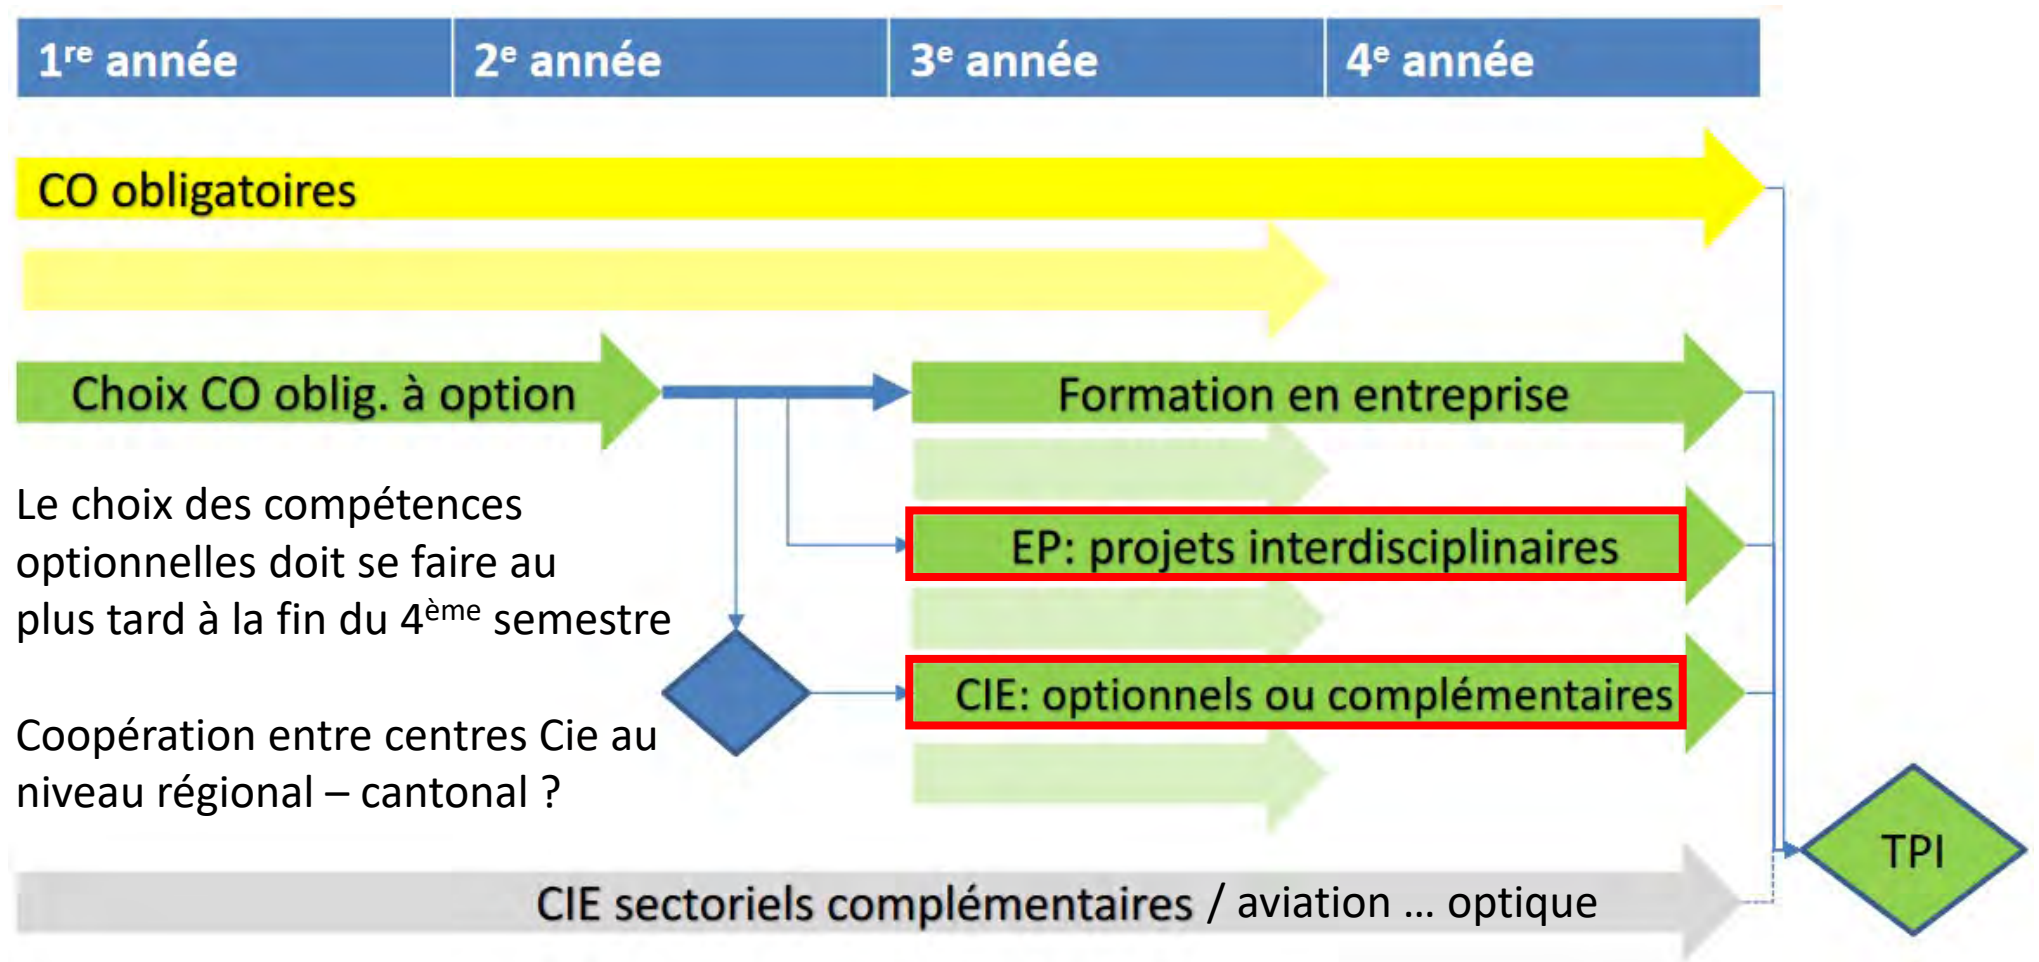 1re année
2e année
3e année
4e année
CO obligatoires
Choix CO oblig. à option
Formation en entreprise
Le choix des compétences
optionnelles doit se faire au
plus tard à la fin du 4ème semestre
EP: projets interdisciplinaires
CIE: optionnels ou complémentaires
Coopération entre centres Cie au
niveau régional – cantonal ?
TPI
CIE sectoriels complémentaires / aviation ... optique